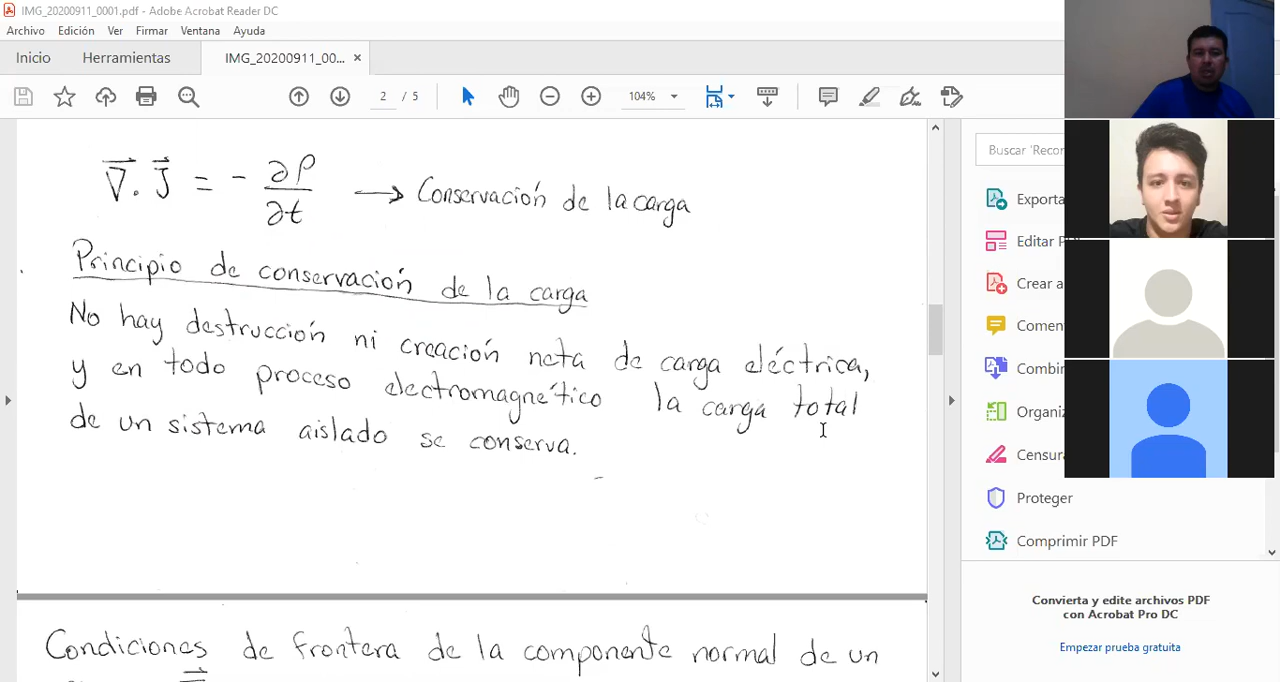 IMG_20200911_0001.pdf - Adobe Acrobat Reader DC
Archivo Edición Ver Firmar Ventana Ayuda
Inicio Herramientas IMG_20200911_00... ×
2 / 5 104%
∇⃗ . J⃗ = - ∂ρ/∂t → Conservación de la carga
Principio de conservación de la carga
No hay destrucción ni creación neta de carga eléctrica,
y en todo proceso electromagnético la carga total
de un sistema aislado se conserva.
Condiciones de frontera de la componente normal de un
Buscar 'Recor
Exporta
Editar P
Crear a
Comen
Combin
Organiz
Censura
Proteger
Comprimir PDF
Convierta y edite archivos PDF
con Acrobat Pro DC
Empezar prueba gratuita